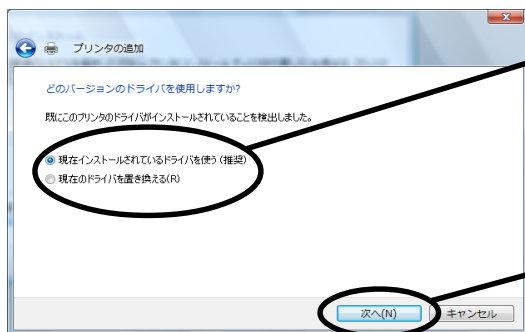 プリンタの追加
どのバージョンのドライバを使用しますか?
既にこのプリンタのドライバがインストールされていることを検出しました。
現在インストールされているドライバを使う(推奨)
現在のドライバを置き換える(R)
次へ(N)
キャンセル